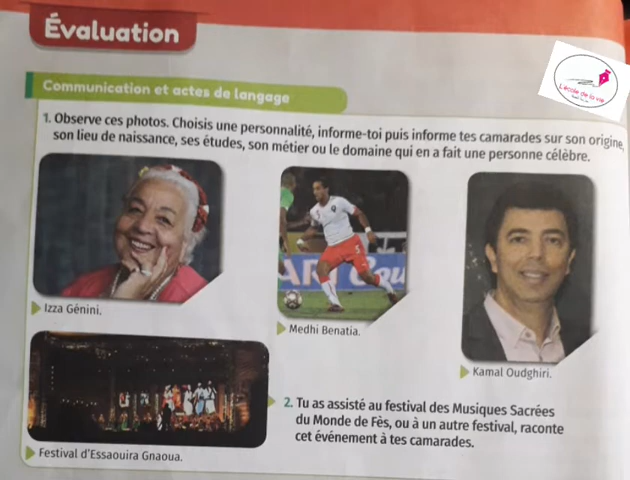 Évaluation
L'école de la vie
Communication et actes de langage
1. Observe ces photos. Choisis une personnalité, informe-toi puis informe tes camarades sur son origine,
son lieu de naissance, ses études, son métier ou le domaine qui en a fait une personne célèbre.
Izza Génini.
Medhi Benatia.
Kamal Oudghiri.
Festival d'Essaouira Gnaoua.
2. Tu as assisté au festival des Musiques Sacrées
du Monde de Fès, ou à un autre festival, raconte
cet événement à tes camarades.